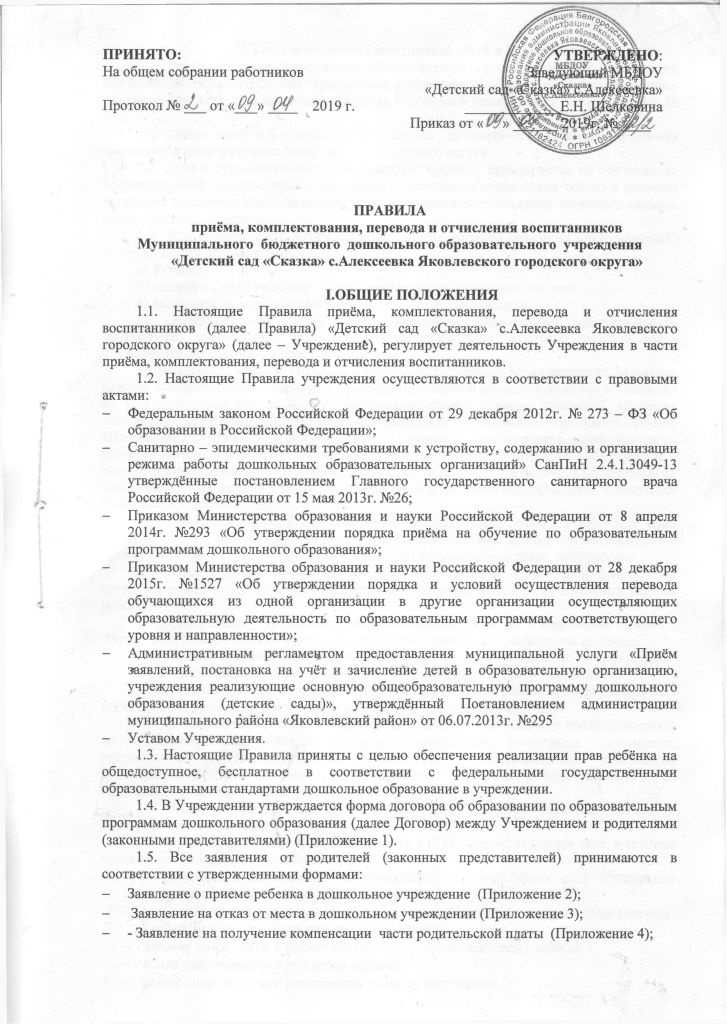 ПРИНЯТО:
На общем собрании работников
Протокол № 2 от «09» 04 2019 г.
УТВЕРЖДЕНО:
Заведующий МБДОУ
«Детский сад «Сказка» с.Алексеевка»
Е.Н. Шелковина
Приказ от «09» 2019г. №
ПРАВИЛА
приёма, комплектования, перевода и отчисления воспитанников
Муниципального бюджетного дошкольного образовательного учреждения
«Детский сад «Сказка» с.Алексеевка Яковлевского городского округа»
I.ОБЩИЕ ПОЛОЖЕНИЯ
1.1. Настоящие Правила приёма, комплектования, перевода и отчисления
воспитанников (далее Правила) «Детский сад «Сказка» с.Алексеевка Яковлевского
городского округа» (далее – Учреждение), регулирует деятельность Учреждения в части
приёма, комплектования, перевода и отчисления воспитанников.
1.2. Настоящие Правила учреждения осуществляются в соответствии с правовыми
актами:
– Федеральным законом Российской Федерации от 29 декабря 2012г. № 273 – ФЗ «Об
образовании в Российской Федерации»;
– Санитарно – эпидемическими требованиями к устройству, содержанию и организации
режима работы дошкольных образовательных организаций» СанПиН 2.4.1.3049-13
утверждённые постановлением Главного государственного санитарного врача
Российской Федерации от 15 мая 2013г. №26;
– Приказом Министерства образования и науки Российской Федерации от 8 апреля
2014г. №293 «Об утверждении порядка приёма на обучение по образовательным
программам дошкольного образования»;
– Приказом Министерства образования и науки Российской Федерации от 28 декабря
2015г. №1527 «Об утверждении порядка и условий осуществления перевода
обучающихся из одной организации в другие организации осуществляющих
образовательную деятельность по образовательным программам соответствующего
уровня и направленности»;
– Административным регламентом предоставления муниципальной услуги «Приём
заявлений, постановка на учёт и зачисление детей в образовательную организацию,
учреждения реализующие основную общеобразовательную программу дошкольного
образования (детские сады)», утверждённый Поетановлением администрации
муниципального района «Яковлевский район» от 06.07.2013г. №295
– Уставом Учреждения.
1.3. Настоящие Правила приняты с целью обеспечения реализации прав ребёнка на
общедоступное, бесплатное в соответствии с федеральными государственными
образовательными стандартами дошкольное образование в учреждении.
1.4. В Учреждении утверждается форма договора об образовании по образовательным
программам дошкольного образования (далее Договор) между Учреждением и родителями
(законными представителями) (Приложение 1).
1.5. Все заявления от родителей (законных представителей) принимаются в
соответствии с утвержденными формами:
– Заявление о приеме ребенка в дошкольное учреждение (Приложение 2);
– Заявление на отказ от места в дошкольном учреждении (Приложение 3);
– - Заявление на получение компенсации части родительской платы (Приложение 4);